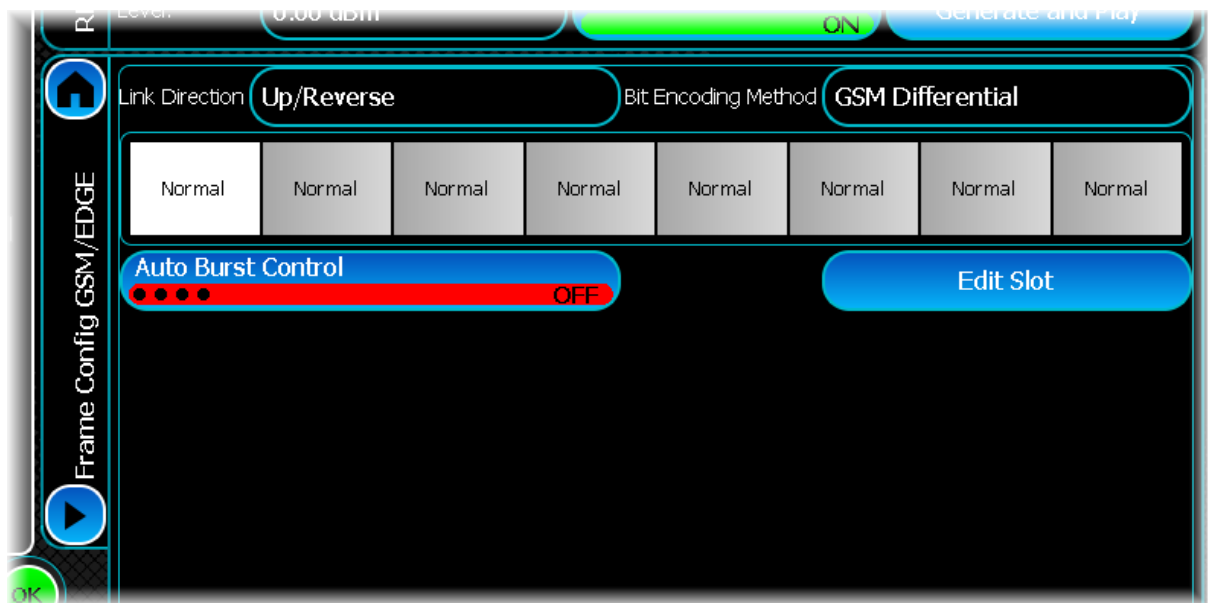 Level:
0.00 dBm
ON
Generate and Play
Link Direction
Up/Reverse
Bit Encoding Method
GSM Differential
Normal
Normal
Normal
Normal
Normal
Normal
Normal
Normal
Auto Burst Control
OFF
Edit Slot
Frame Config GSM/EDGE
OK